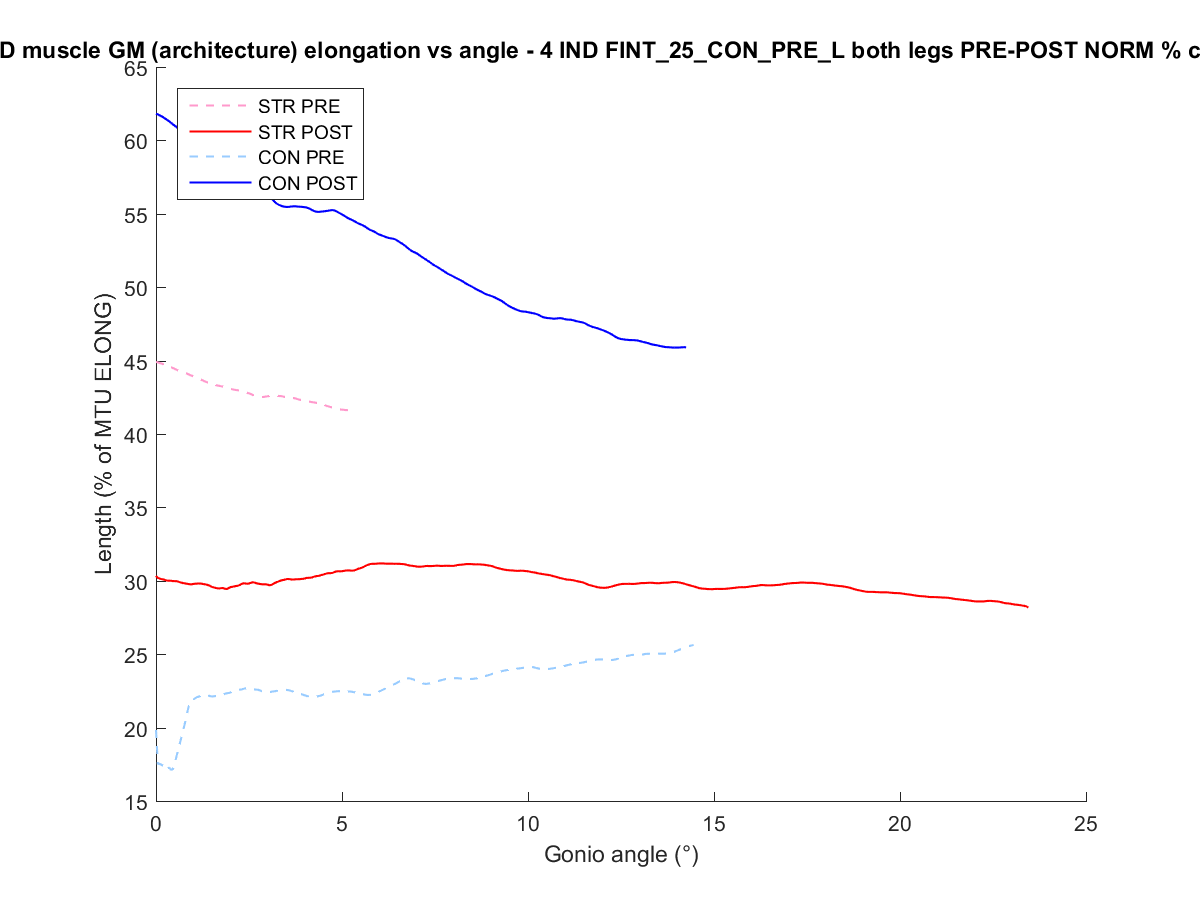 D muscle GM (architecture) elongation vs angle - 4 IND FINT_25_CON_PRE_L both legs PRE-POST NORM % c
65
60
55
50
45
40
35
30
25
20
15
STR PRE
STR POST
CON PRE
CON POST
Length (% of MTU ELONG)
0
5
10
15
20
25
Gonio angle (°)